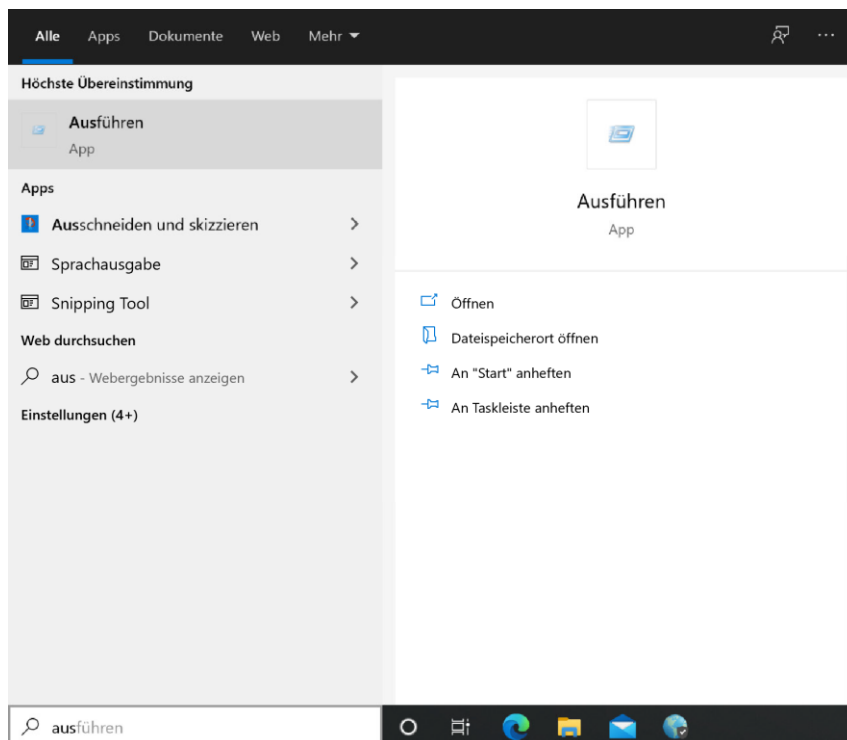 Alle Apps Dokumente Web Mehr
Höchste Übereinstimmung
Ausführen
App
Apps
Ausschneiden und skizzieren
Sprachausgabe
Snipping Tool
Web durchsuchen
aus - Webergebnisse anzeigen
Einstellungen (4+)
Ausführen
App
Öffnen
Dateispeicherort öffnen
An "Start" anheften
An Taskleiste anheften
ausführen